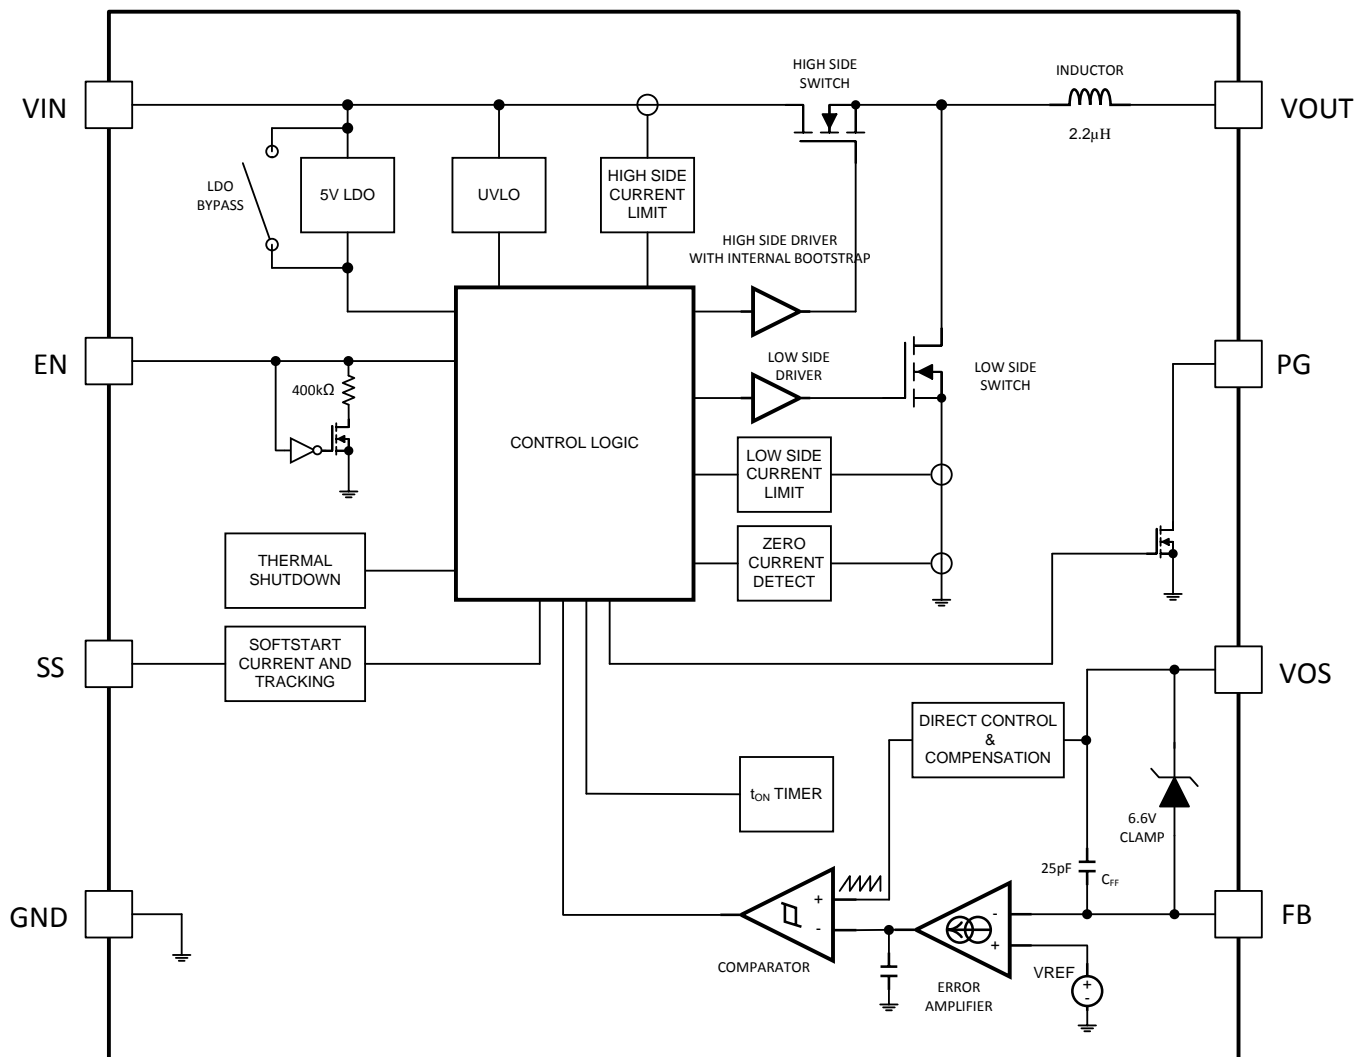 HIGH SIDE
SWITCH
INDUCTOR
VIN
VOUT
2.2µH
LDO
BYPASS
5V LDO
UVLO
HIGH SIDE
CURRENT
LIMIT
HIGH SIDE DRIVER
WITH INTERNAL BOOTSTRAP
EN
400kΩ
LOW SIDE
DRIVER
LOW SIDE
SWITCH
PG
CONTROL LOGIC
LOW SIDE
CURRENT
LIMIT
THERMAL
SHUTDOWN
ZERO
CURRENT
DETECT
SS
SOFTSTART
CURRENT AND
TRACKING
VOS
DIRECT CONTROL
&
COMPENSATION
tON TIMER
6.6V
CLAMP
25pF
CFF
GND
+
-
-
+
FB
COMPARATOR
ERROR
AMPLIFIER
VREF
+
-